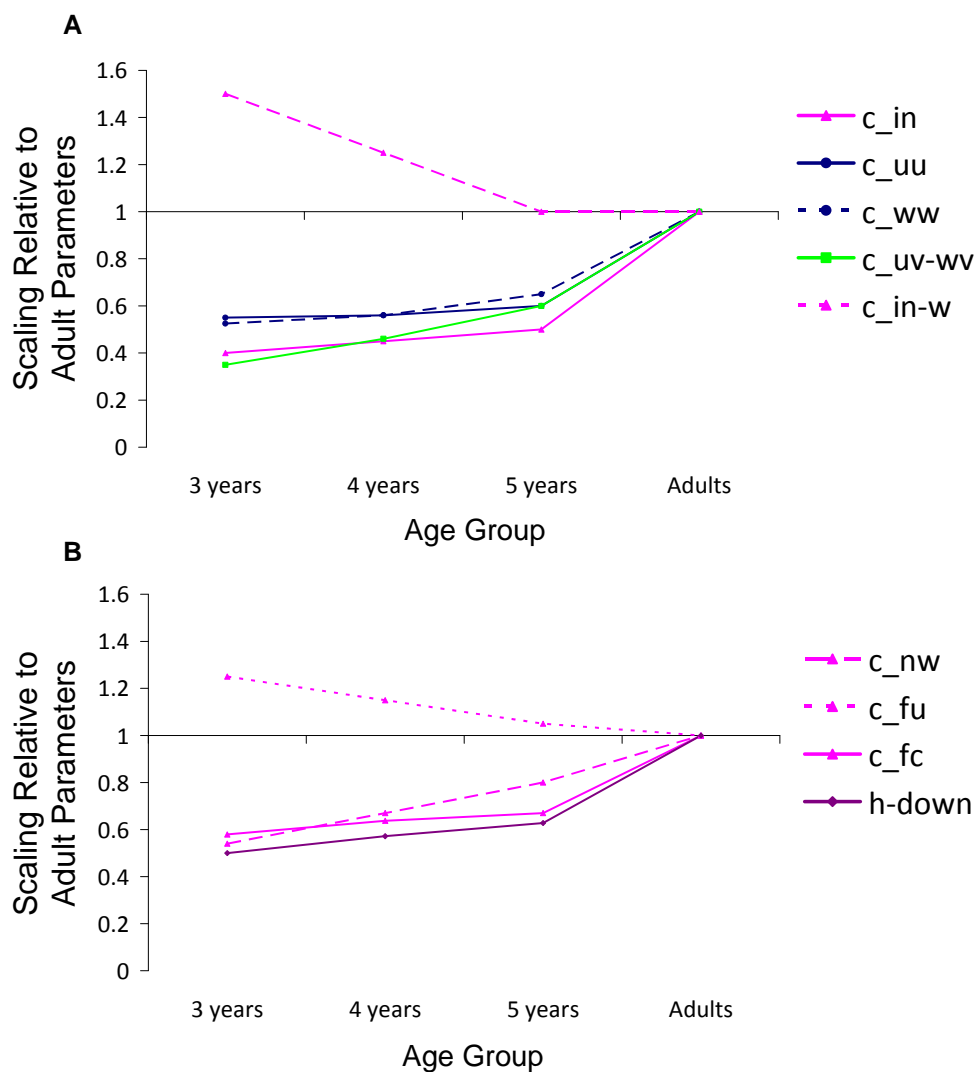 A
1.6
1.4
1.2
1
0.8
0.6
0.4
0.2
0
Scaling Relative to
Adult Parameters
3 years 4 years 5 years Adults
Age Group
c_in
c_uu
c_ww
c_uv-wv
c_in-w
B
1.6
1.4
1.2
1
0.8
0.6
0.4
0.2
0
Scaling Relative to
Adult Parameters
3 years 4 years 5 years Adults
Age Group
c_nw
c_fu
c_fc
h-down